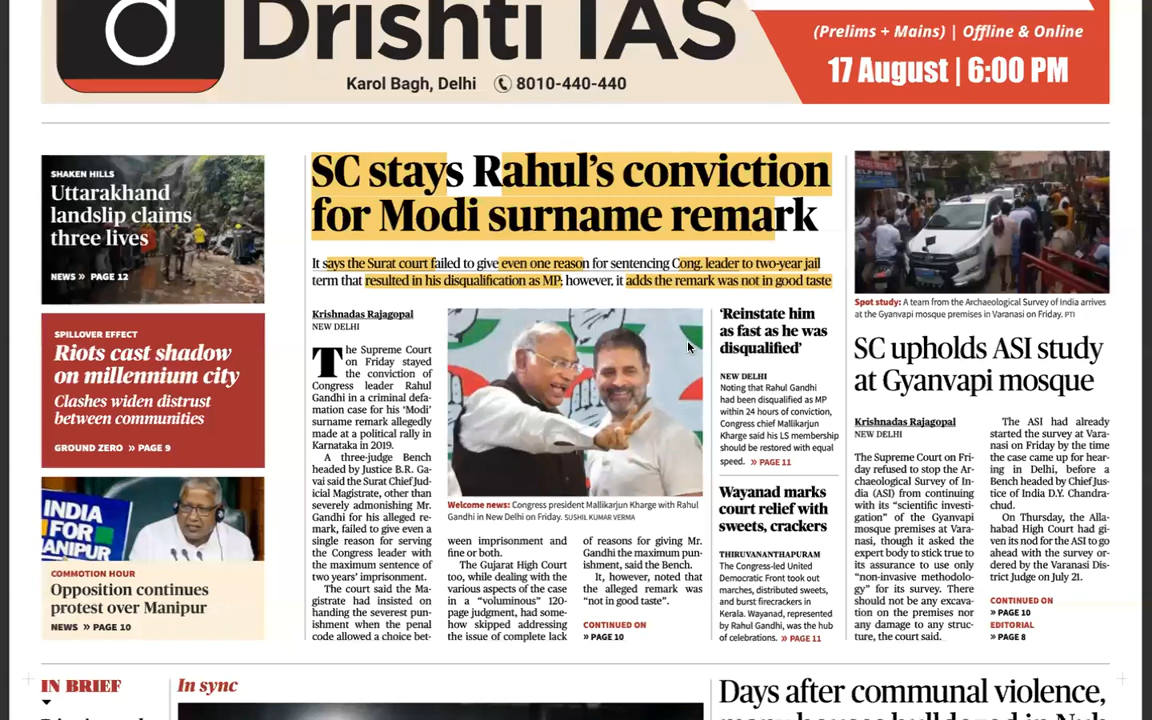 Drishti IAS
Karol Bagh, Delhi 8010-440-440
(Prelims + Mains) | Offline & Online
17 August | 6:00 PM
SHAKEN HILLS
Uttarakhand
landslip claims
three lives
NEWS » PAGE 12
SPILLOVER EFFECT
Riots cast shadow
on millennium city
Clashes widen distrust
between communities
GROUND ZERO » PAGE 9
INDIA
FOR
MANIPUR
COMMOTION HOUR
Opposition continues
protest over Manipur
NEWS » PAGE 10
SC stays Rahul’s conviction
for Modi surname remark
It says the Surat court failed to give even one reason for sentencing Cong. leader to two-year jail
term that resulted in his disqualification as MP; however, it adds the remark was not in good taste
Krishnadas Rajagopal
NEW DELHI
The Supreme Court
on Friday stayed
the conviction of
Congress leader Rahul
Gandhi in a criminal defa-
mation case for his ‘Modi’
surname remark allegedly
made at a political rally in
Karnataka in 2019.
A three-judge Bench
headed by Justice B.R. Ga-
vai said the Surat Chief Jud-
icial Magistrate, other than
severely admonishing Mr.
Gandhi for his alleged re-
mark, failed to give even a
single reason for serving
the Congress leader with
the maximum sentence of
two years’ imprisonment.
The court said the Ma-
gistrate had insisted on
handing the severest pun-
ishment when the penal
code allowed a choice bet-
Welcome news: Congress president Mallikarjun Kharge with Rahul
Gandhi in New Delhi on Friday. SUSHIL KUMAR VERMA
ween imprisonment and
fine or both.
The Gujarat High Court
too, while dealing with the
various aspects of the case
in a “voluminous” 120-
page judgment, had some-
how skipped addressing
the issue of complete lack
of reasons for giving Mr.
Gandhi the maximum pun-
ishment, said the Bench.
It, however, noted that
the alleged remark was
“not in good taste”.
CONTINUED ON
» PAGE 10
‘Reinstate him
as fast as he was
disqualified’
NEW DELHI
Noting that Rahul Gandhi
had been disqualified as MP
within 24 hours of conviction,
Congress chief Mallikarjun
Kharge said his LS membership
should be restored with equal
speed. » PAGE 11
Wayanad marks
court relief with
sweets, crackers
THIRUVANANTHAPURAM
The Congress-led United
Democratic Front took out
marches, distributed sweets,
and burst firecrackers in
Kerala. Wayanad, represented
by Rahul Gandhi, was the hub
of celebrations. » PAGE 11
Spot study: A team from the Archaeological Survey of India arrives
at the Gyanvapi mosque premises in Varanasi on Friday. PTI
SC upholds ASI study
at Gyanvapi mosque
Krishnadas Rajagopal
NEW DELHI
The Supreme Court on Fri-
day refused to stop the Ar-
chaeological Survey of In-
dia (ASI) from continuing
with its “scientific investi-
gation” of the Gyanvapi
mosque premises at Vara-
nasi, though it asked the
expert body to stick true to
its assurance to use only
“non-invasive methodolo-
gy” for its survey. There
should not be any excava-
tion on the premises nor
any damage to any struc-
ture, the court said.
The ASI had already
started the survey at Vara-
nasi on Friday by the time
the case came up for hear-
ing in Delhi, before a
Bench headed by Chief Jus-
tice of India D.Y. Chandra-
chud.
On Thursday, the Alla-
habad High Court had gi-
ven its nod for the ASI to go
ahead with the survey or-
dered by the Varanasi Dis-
trict Judge on July 21.
CONTINUED ON
» PAGE 10
EDITORIAL
» PAGE 8
IN BRIEF
In sync
Days after communal violence,